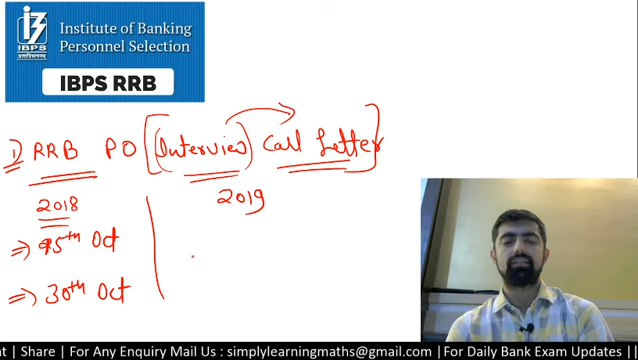 Institute of Banking
Personnel Selection
IBPS
IBPS RRB
1) RRB PO [(Interview) Call Letter]
2018
2019
⇒ 25th Oct
⇒ 30th Oct
nt | Share | For Any Enquiry Mail Us : simplylearningmaths@gmail.com | For Daily Bank Exam Updates |